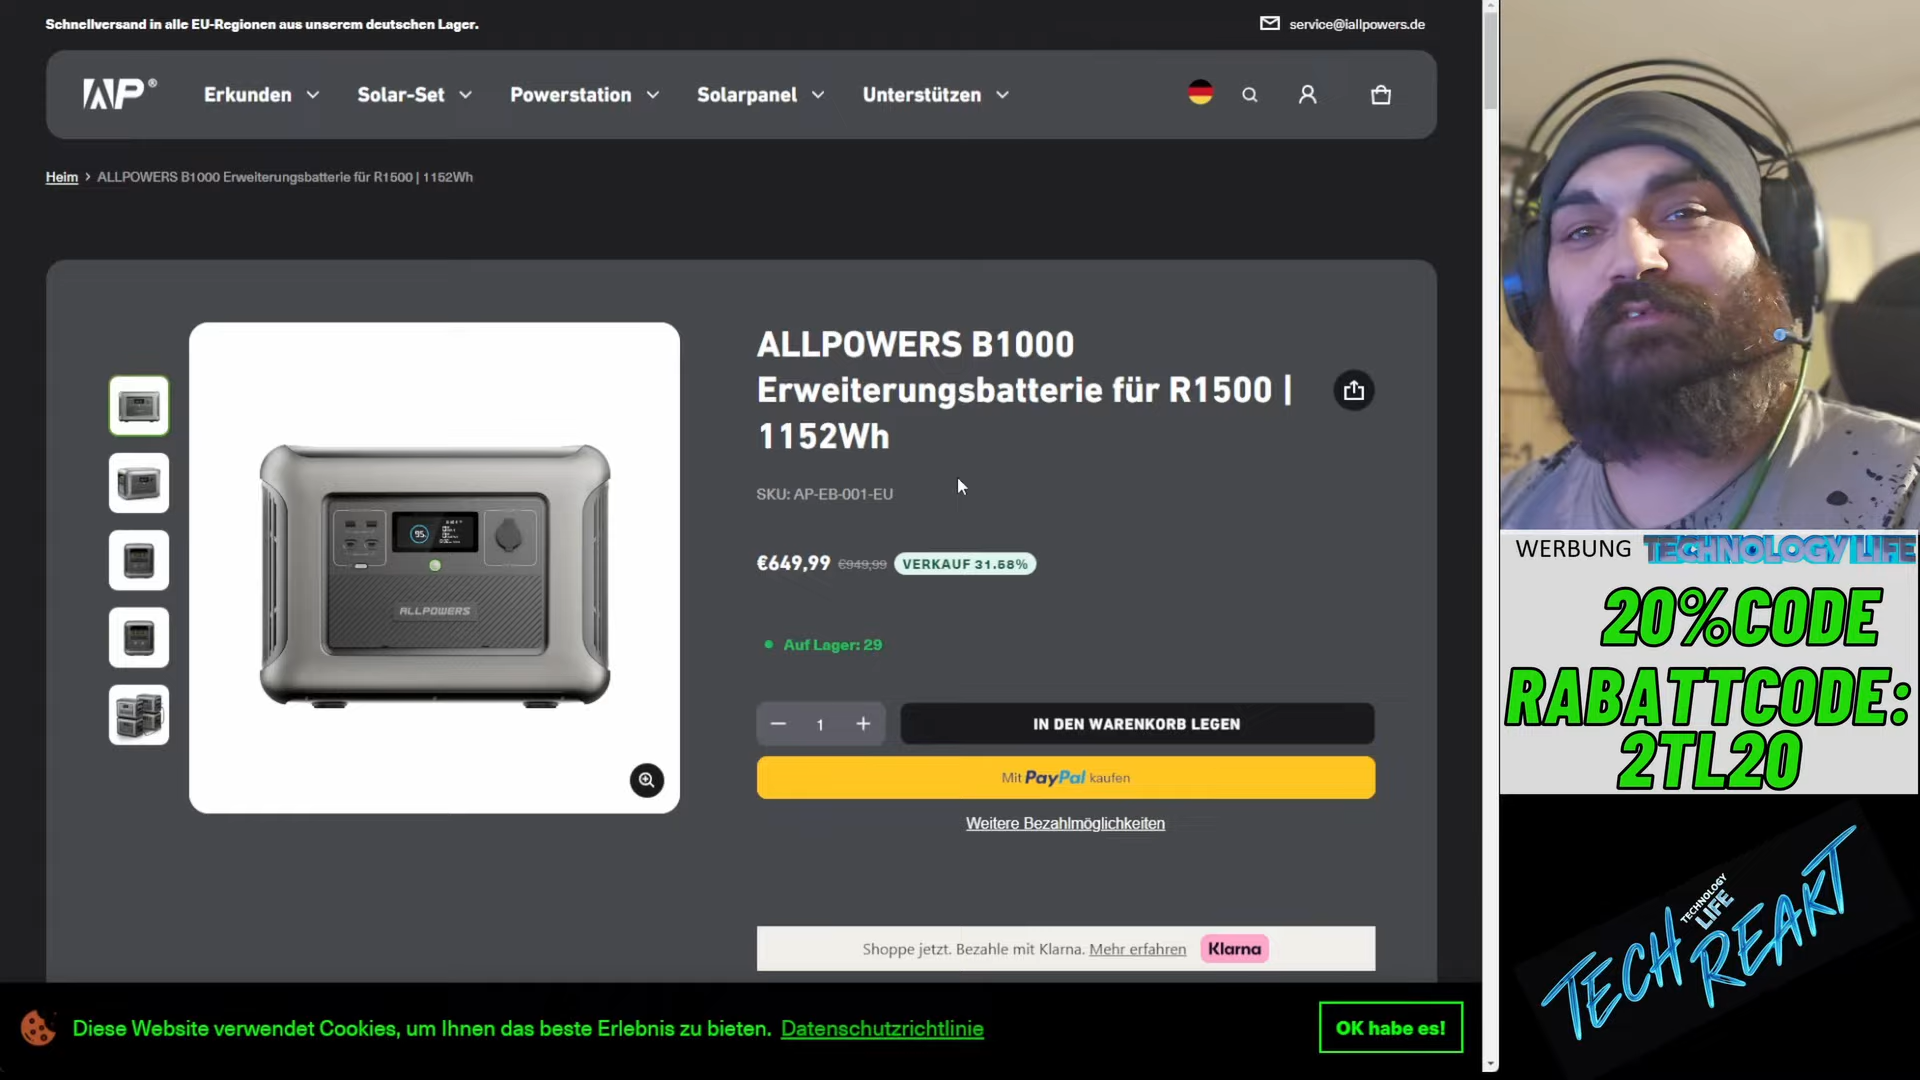 Schnellversand in alle EU-Regionen aus unserem deutschen Lager.
service@iallpowers.de
Erkunden
Solar-Set
Powerstation
Solarpanel
Unterstützen
Heim > ALLPOWERS B1000 Erweiterungsbatterie für R1500 | 1152Wh
ALLPOWERS B1000
Erweiterungsbatterie für R1500 |
1152Wh
SKU: AP-EB-001-EU
€649,99 €949,99 VERKAUF 31.58%
Auf Lager: 29
− 1 +
IN DEN WARENKORB LEGEN
Mit PayPal kaufen
Weitere Bezahlmöglichkeiten
Shoppe jetzt. Bezahle mit Klarna. Mehr erfahren Klarna
ALLPOWERS
Diese Website verwendet Cookies, um Ihnen das beste Erlebnis zu bieten. Datenschutzrichtlinie
OK habe es!
WERBUNG TECHNOLOGY LIFE
20%CODE
RABATTCODE:
2TL20
TECHNOLOGY
LIFE
TECH REAKT